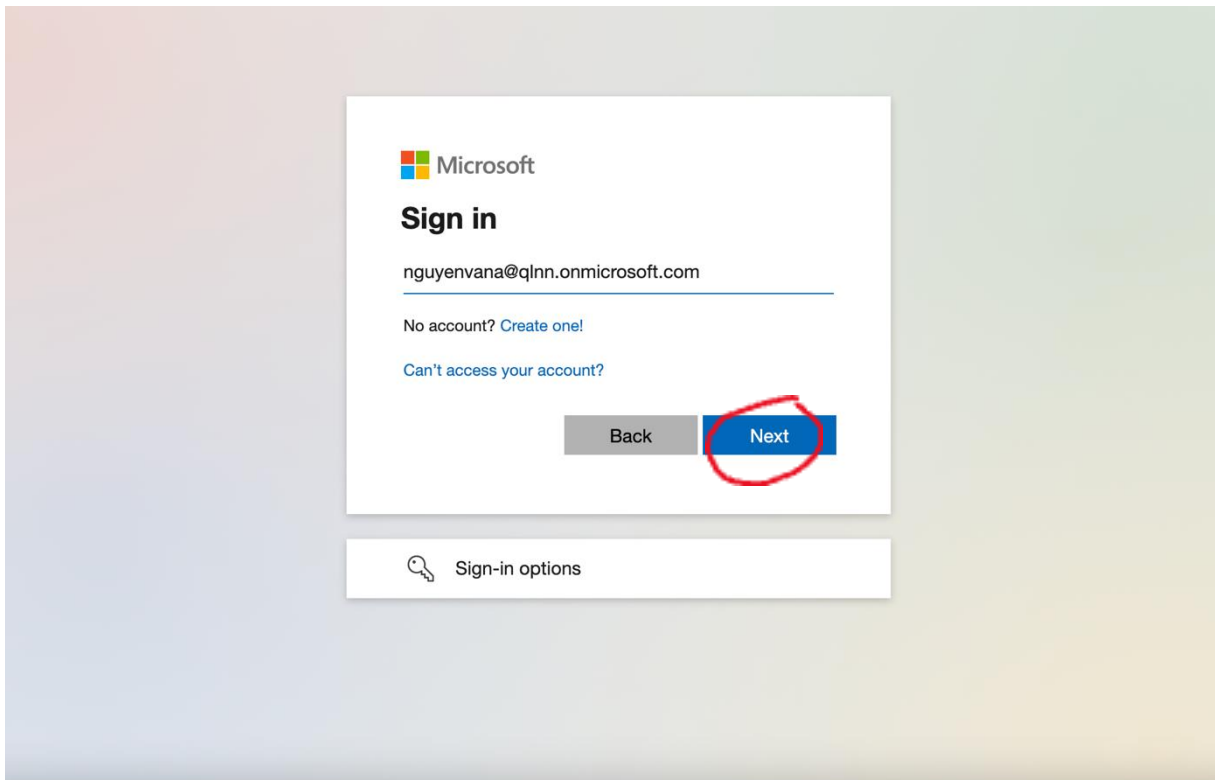 Microsoft
Sign in
nguyenvana@qlnn.onmicrosoft.com
No account? Create one!
Can't access your account?
Back Next
Sign-in options